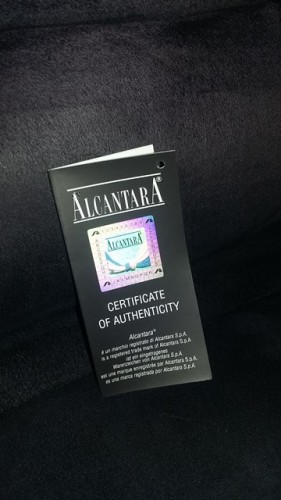 ALCANTARA®
ALCANTARA
CERTIFICATE
OF AUTHENTICITY
Alcantara®
è un marchio registrato di Alcantara S.p.A.
is a registered trade mark of Alcantara S.p.A
ist ein eingetragenes
Warenzeichen von Alcantara S.p.A.
est une marque enregistrée par Alcantara S.p.A.
es una marca registrada por Alcantara S.p.A.